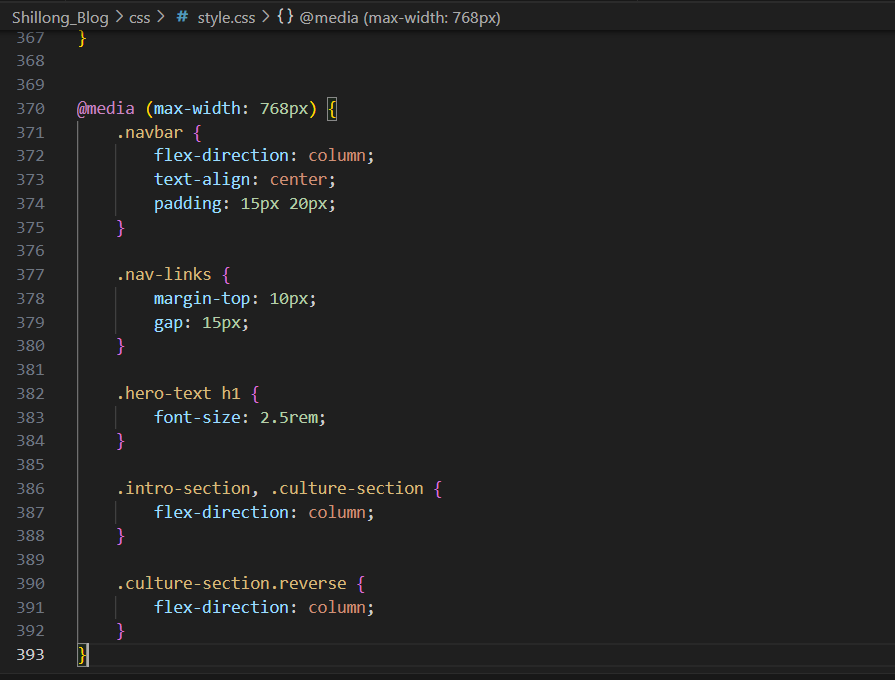 Shillong_Blog > css > # style.css > {} @media (max-width: 768px)
367 }
368
369
370 @media (max-width: 768px) {
371     .navbar {
372         flex-direction: column;
373         text-align: center;
374         padding: 15px 20px;
375     }
376
377     .nav-links {
378         margin-top: 10px;
379         gap: 15px;
380     }
381
382     .hero-text h1 {
383         font-size: 2.5rem;
384     }
385
386     .intro-section, .culture-section {
387         flex-direction: column;
388     }
389
390     .culture-section.reverse {
391         flex-direction: column;
392     }
393 }